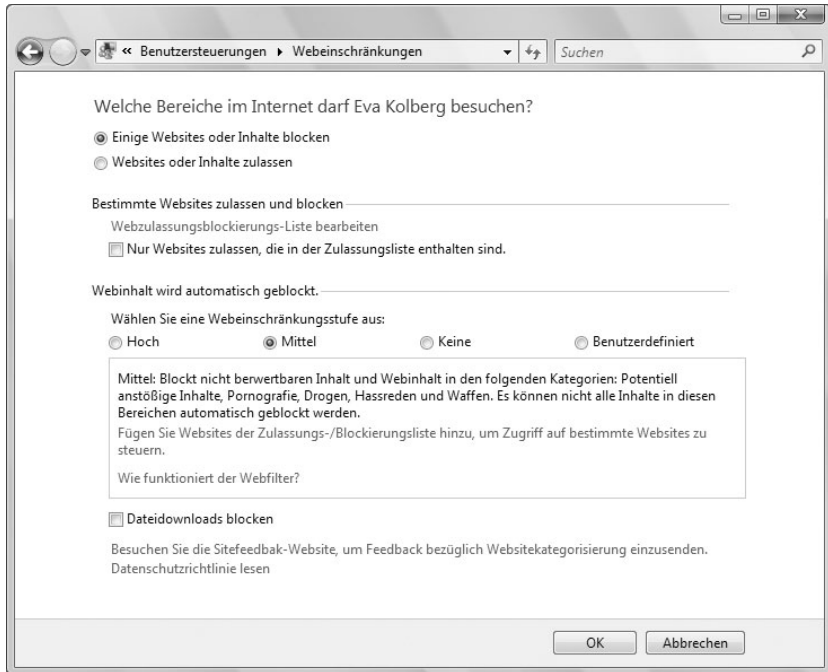 « Benutzersteuerungen ▸ Webeinschränkungen
Suchen
Welche Bereiche im Internet darf Eva Kolberg besuchen?
Einige Websites oder Inhalte blocken
Websites oder Inhalte zulassen
Bestimmte Websites zulassen und blocken
Webzulassungsblockierungs-Liste bearbeiten
Nur Websites zulassen, die in der Zulassungsliste enthalten sind.
Webinhalt wird automatisch geblockt.
Wählen Sie eine Webeinschränkungsstufe aus:
Hoch Mittel Keine Benutzerdefiniert
Mittel: Blockt nicht berwertbaren Inhalt und Webinhalt in den folgenden Kategorien: Potentiell
anstößige Inhalte, Pornografie, Drogen, Hassreden und Waffen. Es können nicht alle Inhalte in diesen
Bereichen automatisch geblockt werden.
Fügen Sie Websites der Zulassungs-/Blockierungsliste hinzu, um Zugriff auf bestimmte Websites zu
steuern.
Wie funktioniert der Webfilter?
Dateidownloads blocken
Besuchen Sie die Sitefeedbak-Website, um Feedback bezüglich Websitekategorisierung einzusenden.
Datenschutzrichtlinie lesen
OK Abbrechen